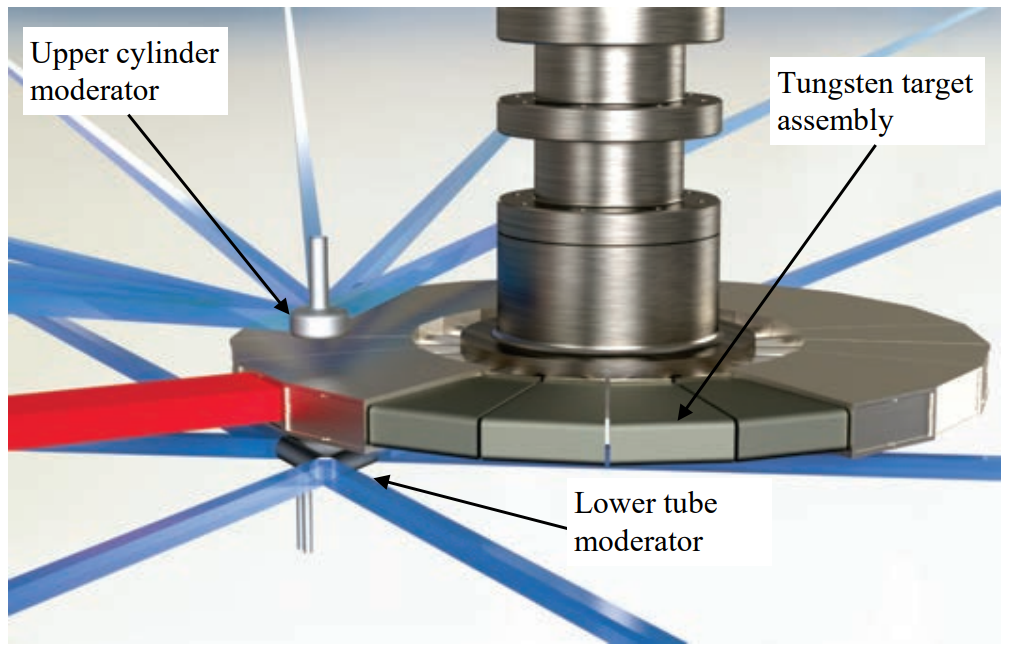 Upper cylinder
moderator
Tungsten target
assembly
Lower tube
moderator